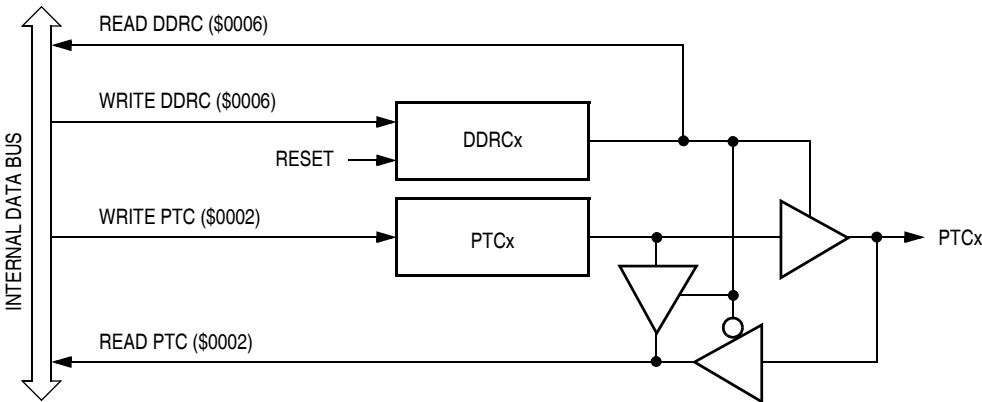 READ DDRC ($0006)
WRITE DDRC ($0006)
DDRCx
RESET
INTERNAL DATA BUS
WRITE PTC ($0002)
PTCx
PTCx
READ PTC ($0002)